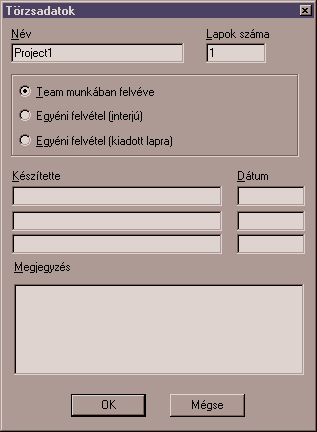 Törzsadatok
Név Lapok száma
Project1 1
Team munkában felvéve
Egyéni felvétel (interjú)
Egyéni felvétel (kiadott lapra)
Készítette Dátum
Megjegyzés
OK Mégse